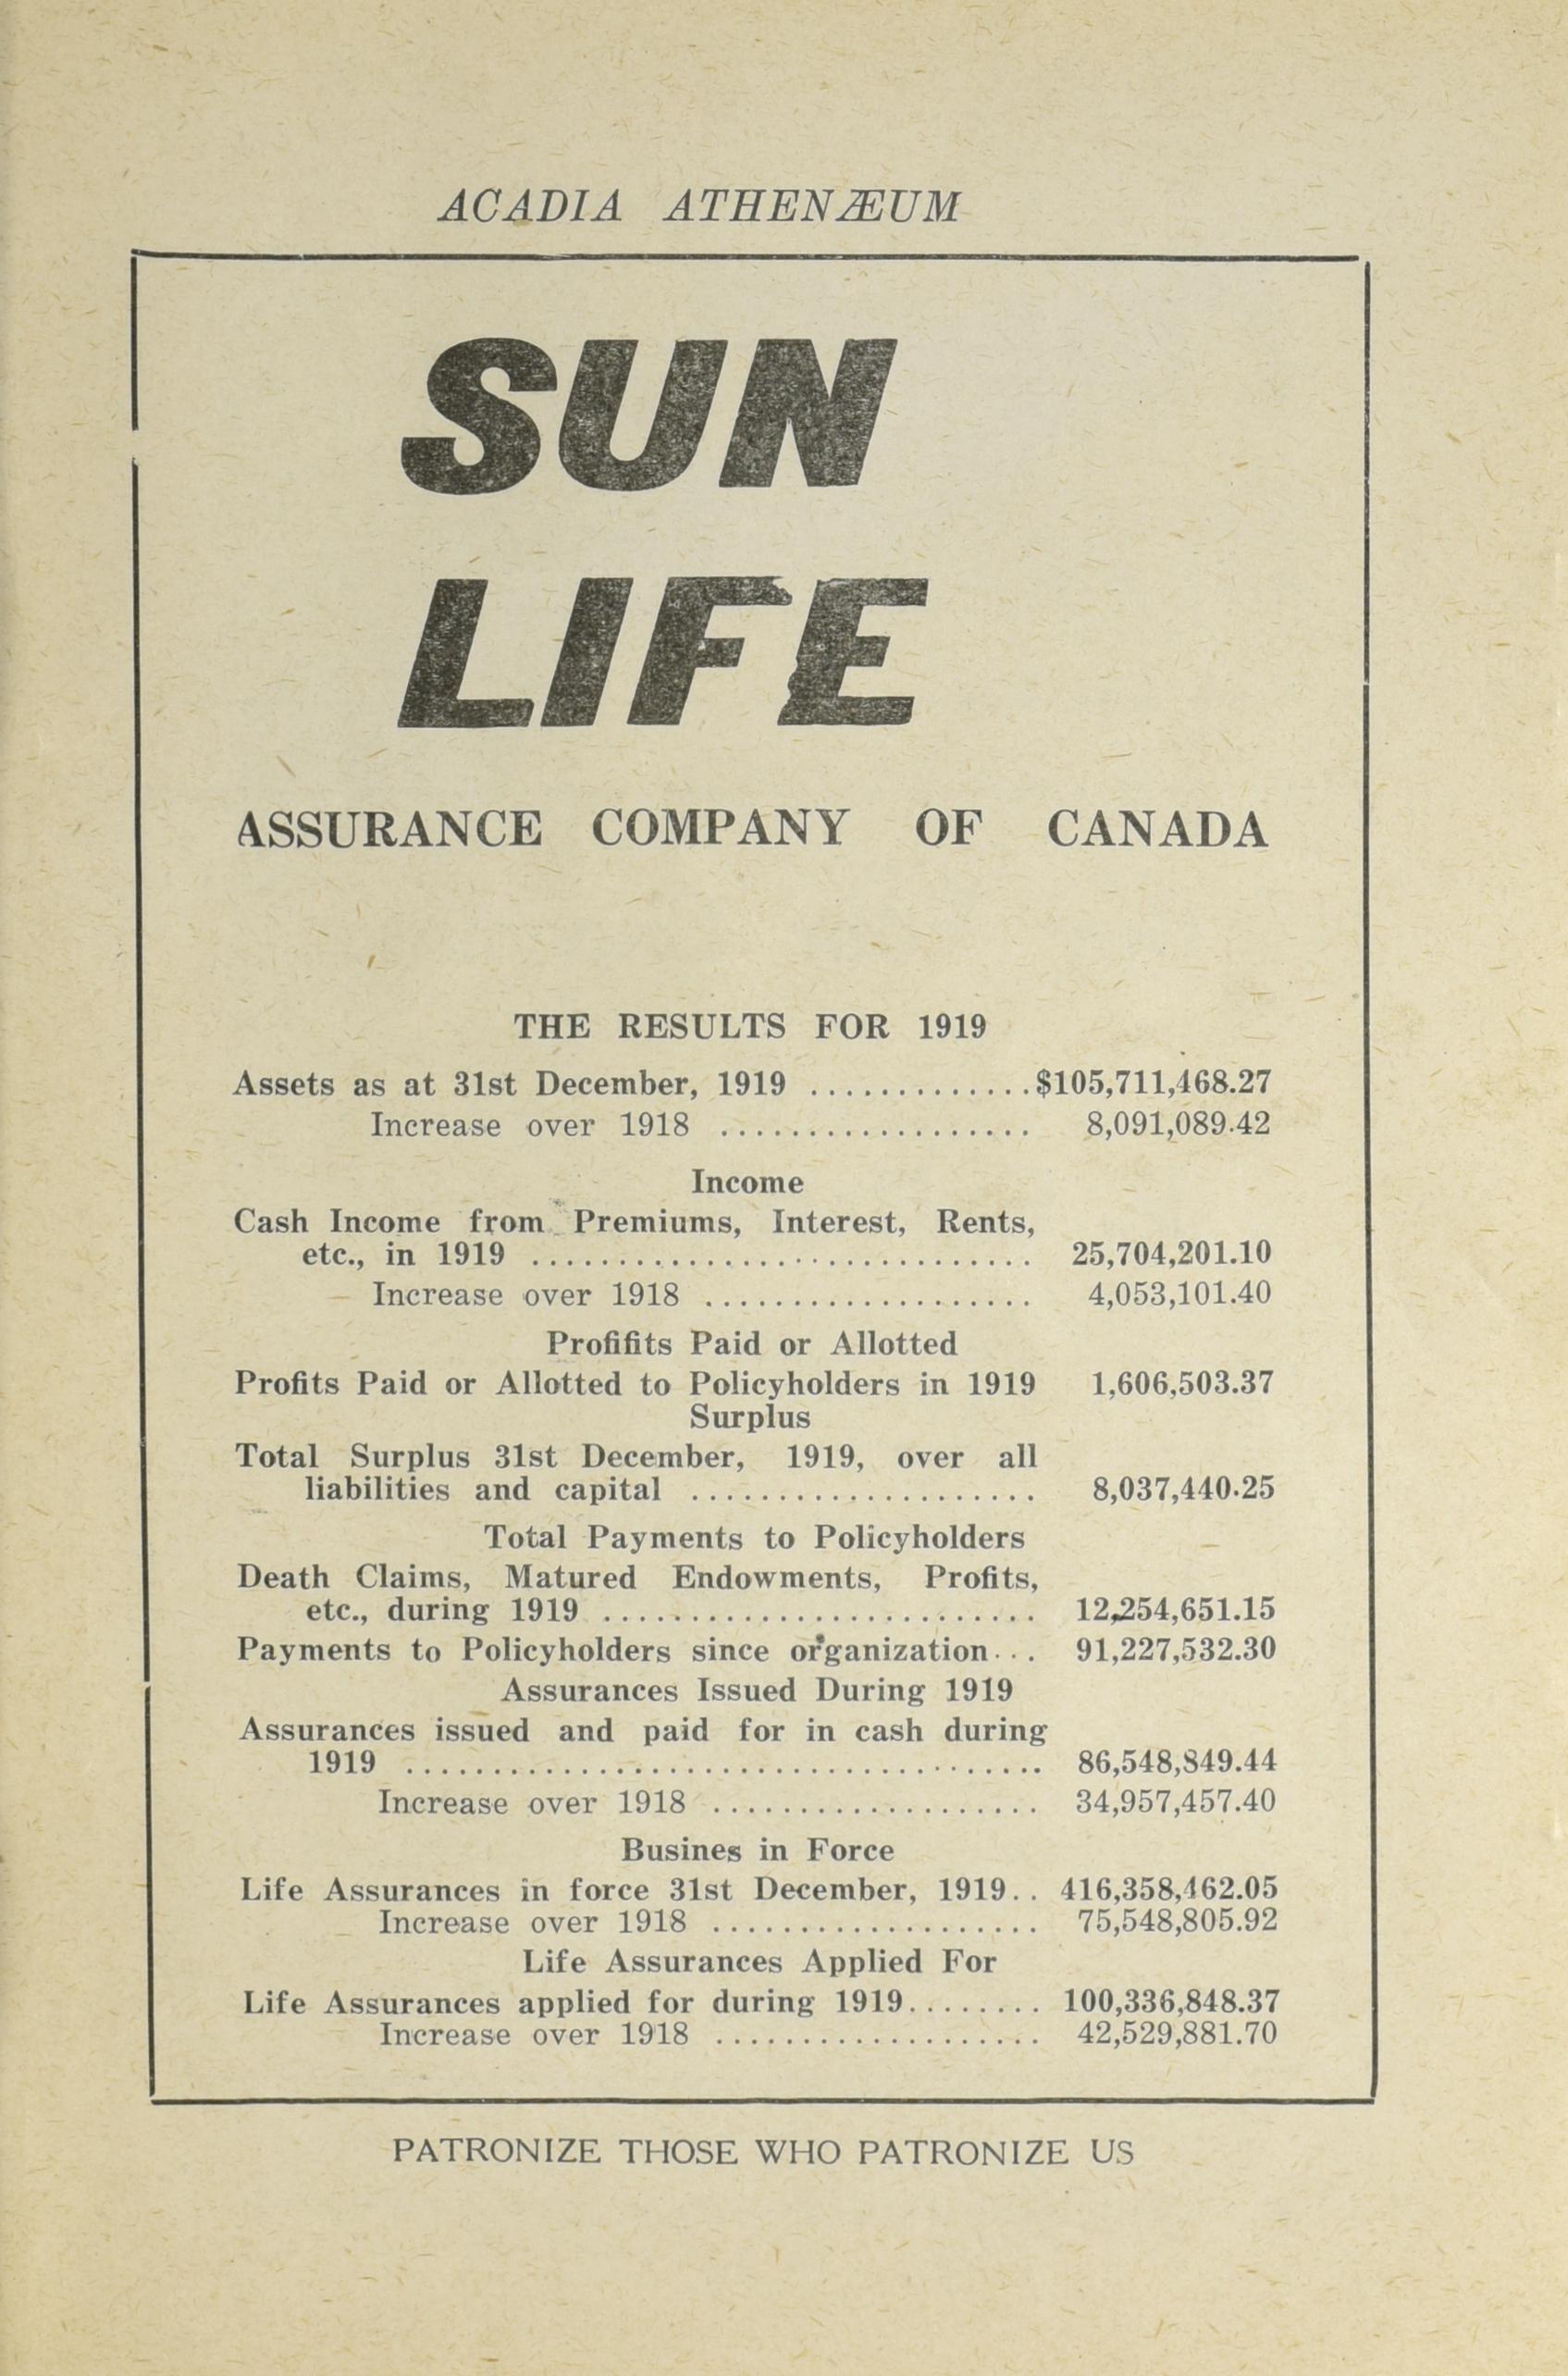 ACADIA ATHENÆUM
SUN
LIFE
ASSURANCE COMPANY OF CANADA
THE RESULTS FOR 1919
Assets as at 31st December, 1919 .............$105,711,468.27
Increase over 1918 .................. 8,091,089.42
Income
Cash Income from Premiums, Interest, Rents,
etc., in 1919 ............................. 25,704,201.10
Increase over 1918 ................... 4,053,101.40
Profifits Paid or Allotted
Profits Paid or Allotted to Policyholders in 1919 1,606,503.37
Surplus
Total Surplus 31st December, 1919, over all
liabilities and capital .................... 8,037,440.25
Total Payments to Policyholders
Death Claims, Matured Endowments, Profits,
etc., during 1919 ......................... 12,254,651.15
Payments to Policyholders since organization... 91,227,532.30
Assurances Issued During 1919
Assurances issued and paid for in cash during
1919 ..................................... 86,548,849.44
Increase over 1918 ................... 34,957,457.40
Busines in Force
Life Assurances in force 31st December, 1919.. 416,358,462.05
Increase over 1918 ................... 75,548,805.92
Life Assurances Applied For
Life Assurances applied for during 1919........ 100,336,848.37
Increase over 1918 ................... 42,529,881.70
PATRONIZE THOSE WHO PATRONIZE US